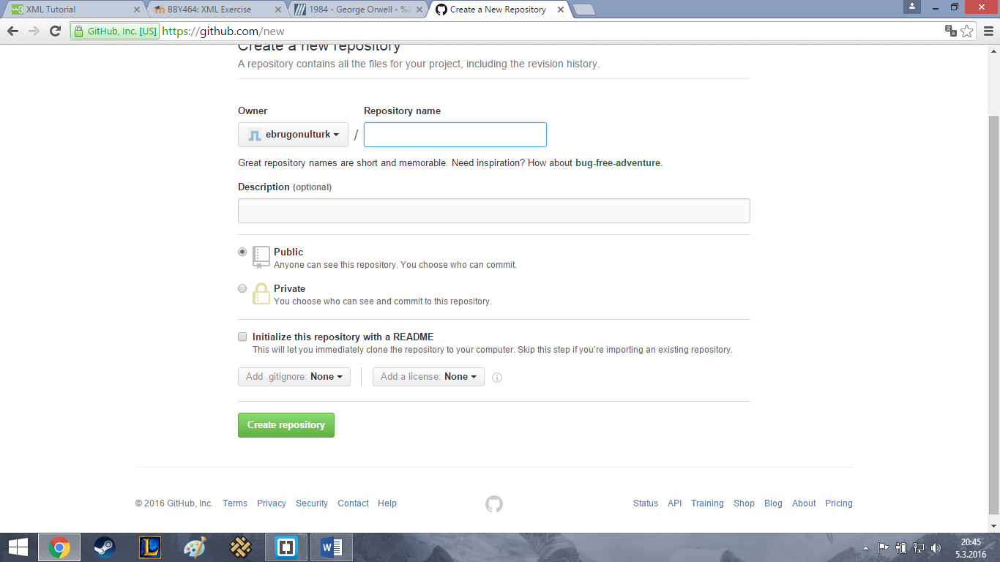 XML Tutorial
BBY464: XML Exercise
1984 - George Orwell - %2
Create a New Repository
GitHub, Inc. [US] https://github.com/new
Create a new repository
A repository contains all the files for your project, including the revision history.
Owner Repository name
ebrugonulturk /
Great repository names are short and memorable. Need inspiration? How about bug-free-adventure.
Description (optional)
Public
Anyone can see this repository. You choose who can commit.
Private
You choose who can see and commit to this repository.
Initialize this repository with a README
This will let you immediately clone the repository to your computer. Skip this step if you’re importing an existing repository.
Add .gitignore: None Add a license: None
Create repository
© 2016 GitHub, Inc. Terms Privacy Security Contact Help Status API Training Shop Blog About Pricing
20:45
5.3.2016